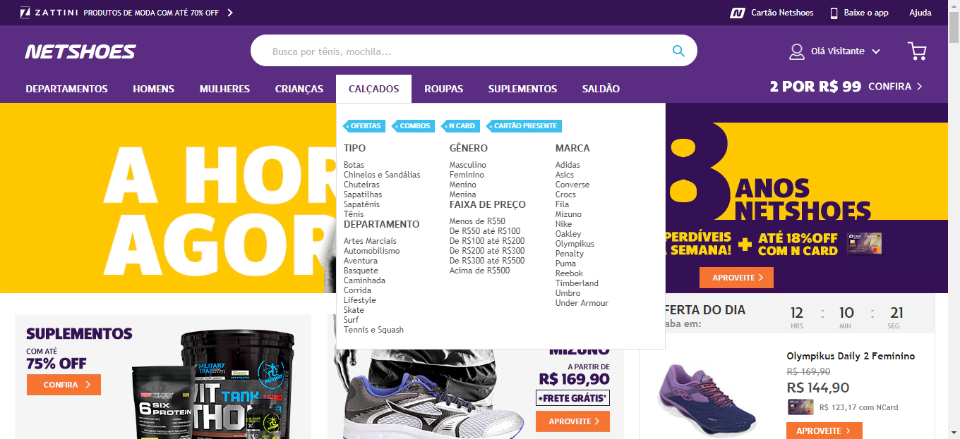 ZATTINI PRODUTOS DE MODA COM ATÉ 70% OFF
Cartão Netshoes
Baixe o app
Ajuda
NETSHOES
Busca por tênis, mochila...
Olá Visitante
DEPARTAMENTOS
HOMENS
MULHERES
CRIANÇAS
CALÇADOS
ROUPAS
SUPLEMENTOS
SALDÃO
2 POR R$ 99 CONFIRA
OFERTAS
COMBOS
N CARD
CARTÃO PRESENTE
TIPO
Botas
Chinelos e Sandálias
Chuteiras
Sapatilhas
Sapatênis
Tênis
DEPARTAMENTO
Artes Marciais
Automobilismo
Aventura
Basquete
Caminhada
Corrida
Lifestyle
Skate
Surf
Tennis e Squash
GÊNERO
Masculino
Feminino
Menino
Menina
FAIXA DE PREÇO
Menos de R$50
De R$50 até R$100
De R$100 até R$200
De R$200 até R$300
De R$300 até R$500
Acima de R$500
MARCA
Adidas
Asics
Converse
Crocs
Fila
Mizuno
Nike
Oakley
Olympikus
Penalty
Puma
Reebok
Timberland
Umbro
Under Armour
A HOR
AGOR
8
ANOS
NETSHOES
PERDÍVEIS
A SEMANA!
+
ATÉ 18%OFF
COM N CARD
APROVEITE
SUPLEMENTOS
COM ATÉ
75% OFF
CONFIRA
MILITARY
TRAIL
SIX
6 PROTEIN
TANK
MIZUNO
A PARTIR DE
R$ 169,90
+FRETE GRÁTIS*
APROVEITE
FERTA DO DIA
aba em:
12 : 10 : 21
HRS MIN SEG
Olympikus Daily 2 Feminino
R$ 169,90
R$ 144,90
R$ 123,17 com NCard
APROVEITE